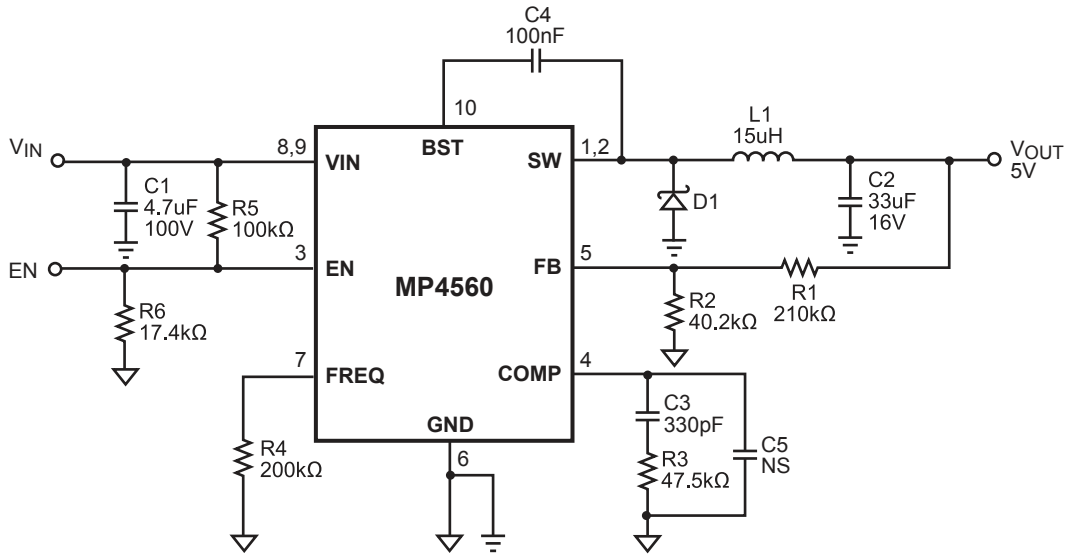 C4
100nF
10
BST
VIN
8,9
VIN
SW
1,2
L1
15uH
VOUT
5V
C1
4.7uF
100V
R5
100kΩ
D1
C2
33uF
16V
EN
3
EN
MP4560
FB
5
R1
210kΩ
R2
40.2kΩ
R6
17.4kΩ
7
FREQ
COMP
4
GND
6
R4
200kΩ
C3
330pF
R3
47.5kΩ
C5
NS